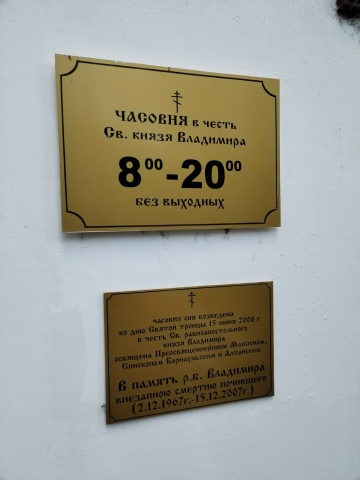 Часовня в честь
Св. князя Владимира
8⁰⁰-20⁰⁰
без выходных
Часовня сия возведена
ко дню Святой троицы 15 июня 2008 г
в честь Св. равноапостольного
князя Владимира
освящена Преосвященнейшим Максимом,
Епископом Барнаульским и Алтайским
В память р.б. Владимира
внезапною смертию почившего
(2.12.1967г.-15.12.2007г.)